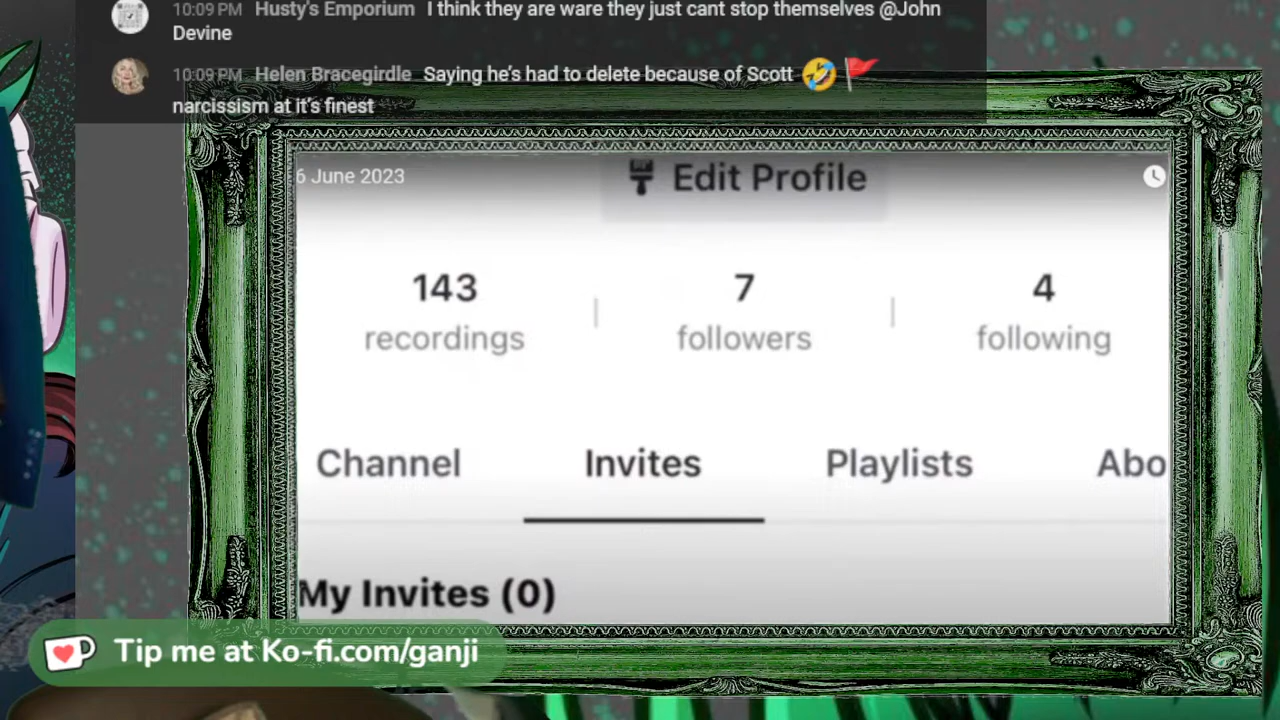 10:09 PM Husty's Emporium I think they are ware they just cant stop themselves @John
Devine
10:09 PM Helen Bracegirdle Saying he's had to delete because of Scott 🤣 🚩
narcissism at it's finest
6 June 2023
Edit Profile
143 7 4
recordings followers following
Channel Invites Playlists Abo
My Invites (0)
Tip me at Ko-fi.com/ganji